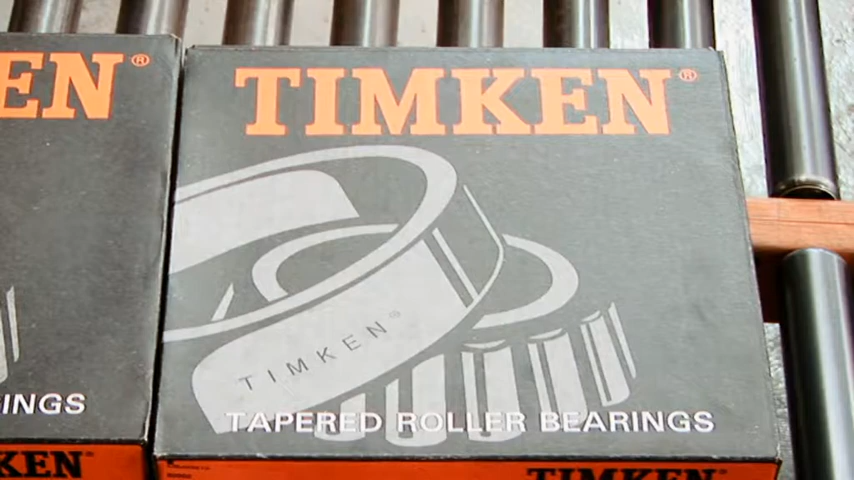 EN®
TIMKEN®
TIMKEN®
TAPERED ROLLER BEARINGS
INGS
KEN®
TIMKEN®